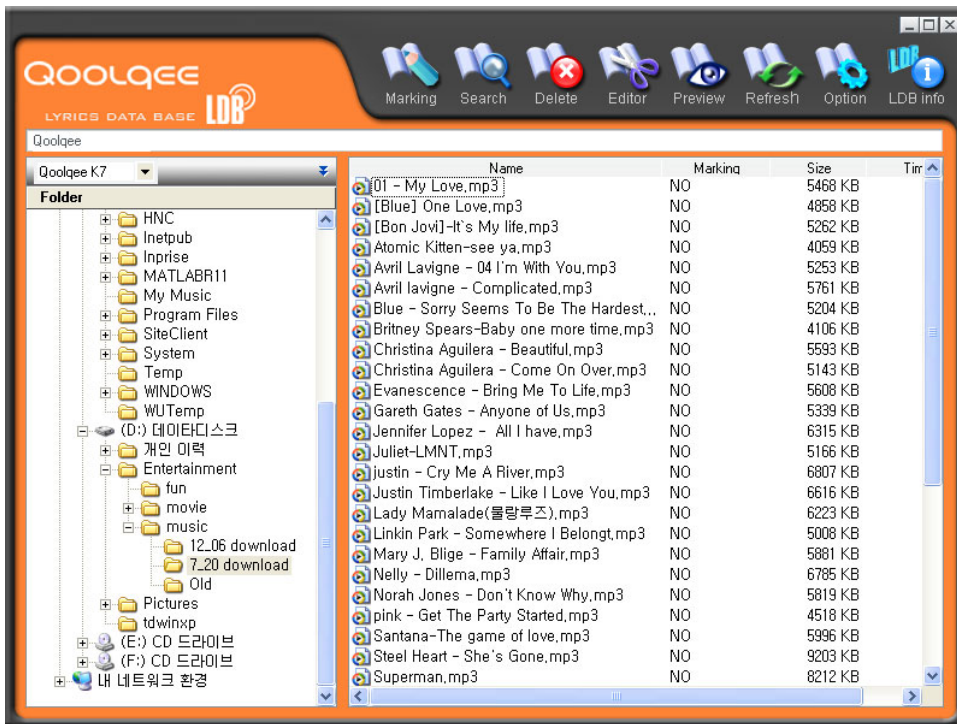 QOOLQEE
LYRICS DATA BASE LDB
Marking Search Delete Editor Preview Refresh Option LDB info
LDB
Qoolqee
Qoolqee K7
Folder
HNC
Inetpub
Inprise
MATLABR11
My Music
Program Files
SiteClient
System
Temp
WINDOWS
WUTemp
(D:) 데이타디스크
개인 이력
Entertainment
fun
movie
music
12_06 download
7_20 download
Old
Pictures
tdwinxp
(E:) CD 드라이브
(F:) CD 드라이브
내 네트워크 환경
Name Marking Size Tim
01 - My Love.mp3 NO 5468 KB
[Blue] One Love.mp3 NO 4858 KB
[Bon Jovi]-It`s My life.mp3 NO 5262 KB
Atomic Kitten-see ya.mp3 NO 4059 KB
Avril Lavigne - 04 I'm With You.mp3 NO 5253 KB
Avril lavigne - Complicated.mp3 NO 5761 KB
Blue - Sorry Seems To Be The Hardest... NO 5204 KB
Britney Spears-Baby one more time.mp3 NO 4106 KB
Christina Aguilera - Beautiful.mp3 NO 5593 KB
Christina Aguilera - Come On Over.mp3 NO 5143 KB
Evanescence - Bring Me To Life.mp3 NO 5608 KB
Gareth Gates - Anyone of Us.mp3 NO 5339 KB
Jennifer Lopez - All I have.mp3 NO 6315 KB
Juliet-LMNT.mp3 NO 5166 KB
justin - Cry Me A River.mp3 NO 6807 KB
Justin Timberlake - Like I Love You.mp3 NO 6616 KB
Lady Mamalade(물랑루즈).mp3 NO 6223 KB
Linkin Park - Somewhere I Belongt.mp3 NO 5008 KB
Mary J. Blige - Family Affair.mp3 NO 5881 KB
Nelly - Dillema.mp3 NO 6785 KB
Norah Jones - Don't Know Why.mp3 NO 5819 KB
pink - Get The Party Started.mp3 NO 4518 KB
Santana-The game of love.mp3 NO 5996 KB
Steel Heart - She's Gone.mp3 NO 9203 KB
Superman.mp3 NO 8212 KB